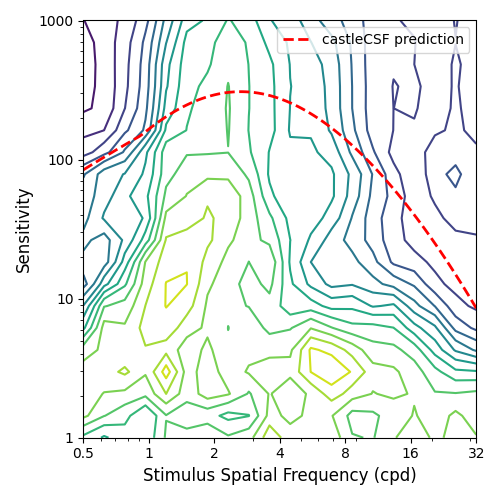 1000
castleCSF prediction
100
Sensitivity
10
1
0.5 1 2 4 8 16 32
Stimulus Spatial Frequency (cpd)